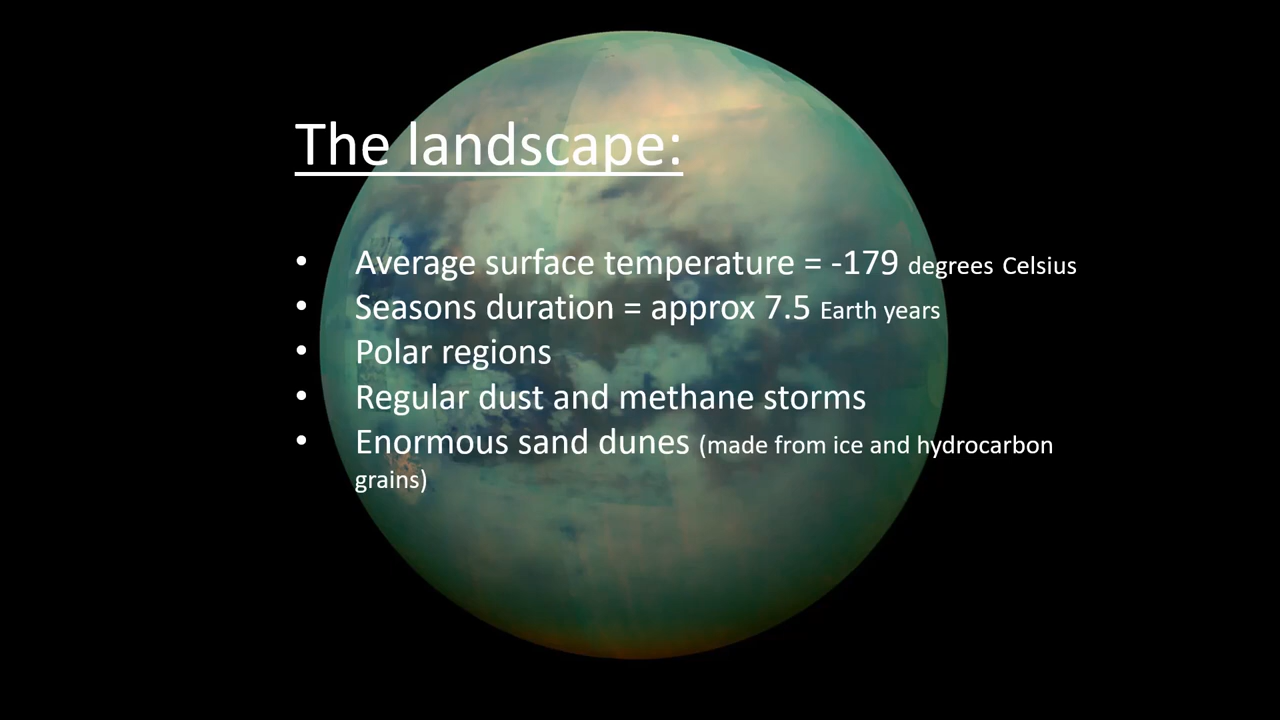 The landscape:
• Average surface temperature = -179 degrees Celsius
• Seasons duration = approx 7.5 Earth years
• Polar regions
• Regular dust and methane storms
• Enormous sand dunes (made from ice and hydrocarbon
grains)